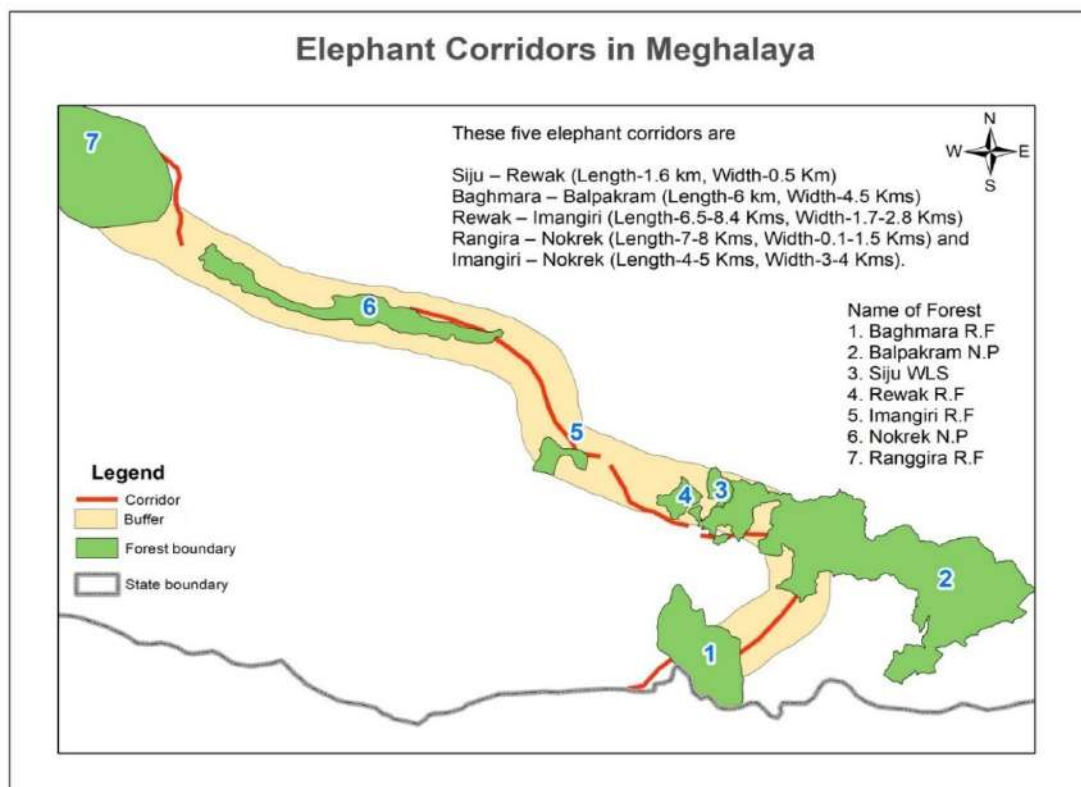 Elephant Corridors in Meghalaya
These five elephant corridors are
Siju – Rewak (Length-1.6 km, Width-0.5 Km)
Baghmara – Balpakram (Length-6 km, Width-4.5 Kms)
Rewak – Imangiri (Length-6.5-8.4 Kms, Width-1.7-2.8 Kms)
Rangira – Nokrek (Length-7-8 Kms, Width-0.1-1.5 Kms) and
Imangiri – Nokrek (Length-4-5 Kms, Width-3-4 Kms).
N
W E
S
Name of Forest
1. Baghmara R.F
2. Balpakram N.P
3. Siju WLS
4. Rewak R.F
5. Imangiri R.F
6. Nokrek N.P
7. Ranggira R.F
7
6
5
4
3
2
1
Legend
Corridor
Buffer
Forest boundary
State boundary